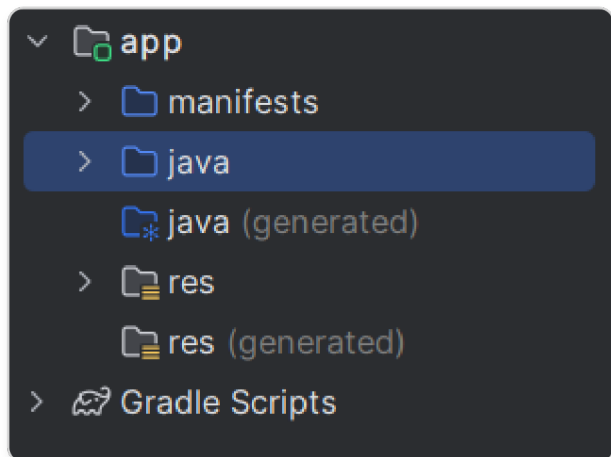 app
manifests
java
java (generated)
res
res (generated)
Gradle Scripts